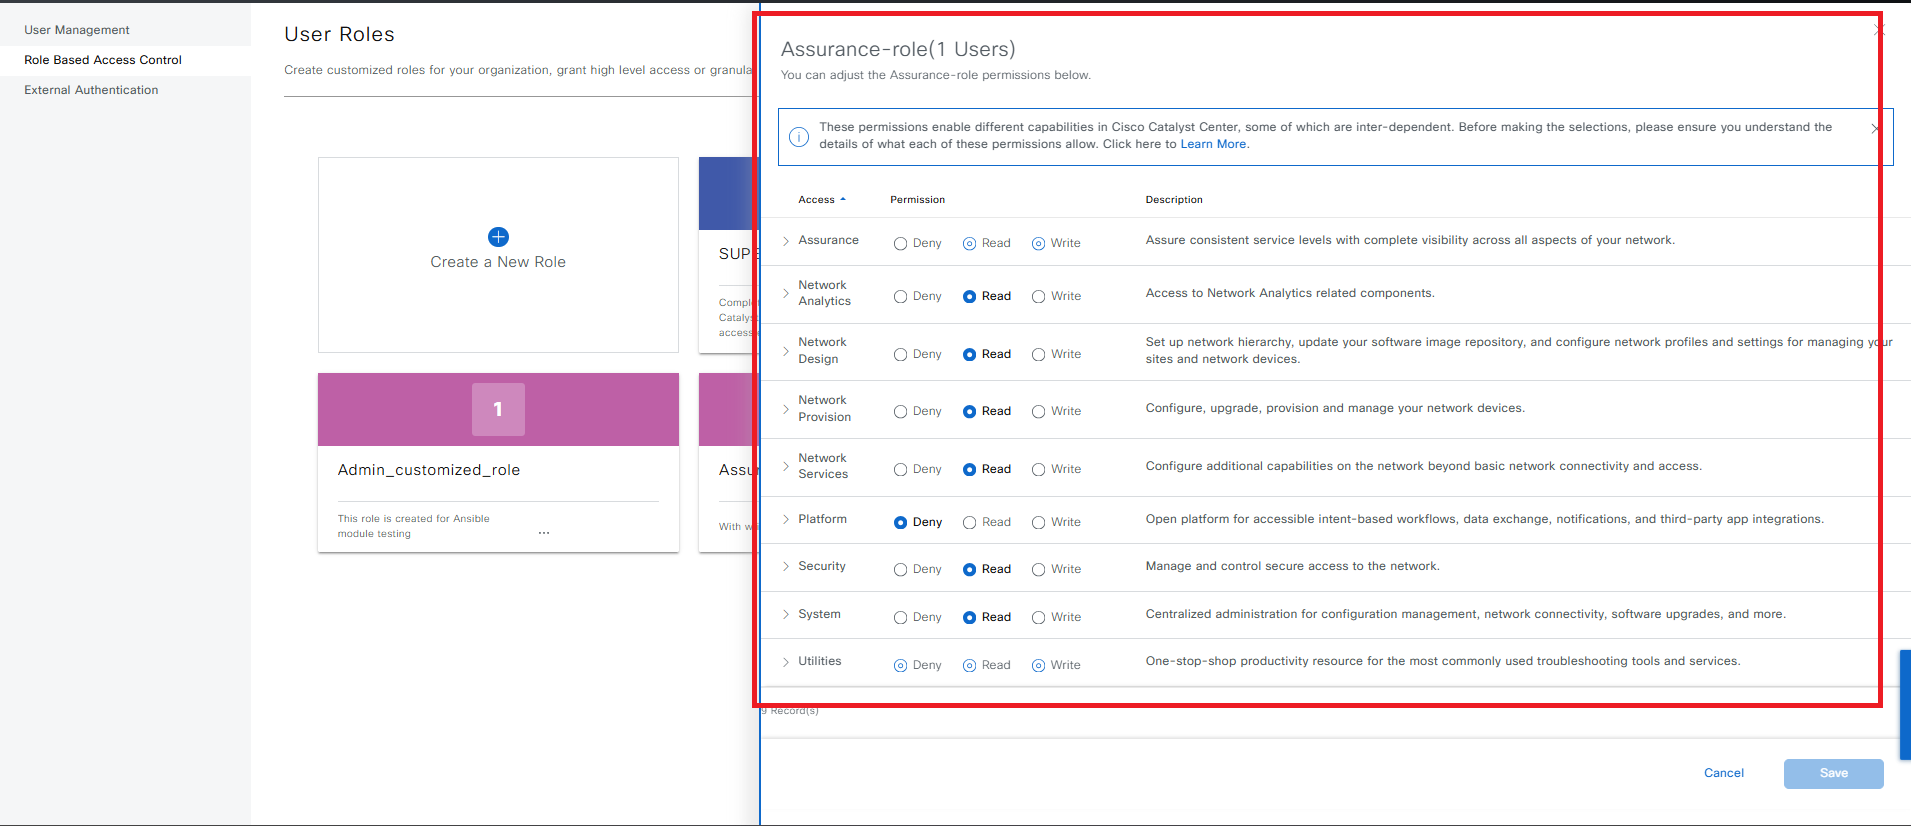 User Management
Role Based Access Control
External Authentication
User Roles
Create customized roles for your organization, grant high level access or granula
Create a New Role
SUPE
Comple
Catalyst
access
1
Admin_customized_role
This role is created for Ansible
module testing
...
Assur
With wri
Assurance-role(1 Users)
You can adjust the Assurance-role permissions below.
These permissions enable different capabilities in Cisco Catalyst Center, some of which are inter-dependent. Before making the selections, please ensure you understand the
details of what each of these permissions allow. Click here to Learn More.
Access Permission Description
Assurance Deny Read Write Assure consistent service levels with complete visibility across all aspects of your network.
Network
Analytics Deny Read Write Access to Network Analytics related components.
Network
Design Deny Read Write Set up network hierarchy, update your software image repository, and configure network profiles and settings for managing your
sites and network devices.
Network
Provision Deny Read Write Configure, upgrade, provision and manage your network devices.
Network
Services Deny Read Write Configure additional capabilities on the network beyond basic network connectivity and access.
Platform Deny Read Write Open platform for accessible intent-based workflows, data exchange, notifications, and third-party app integrations.
Security Deny Read Write Manage and control secure access to the network.
System Deny Read Write Centralized administration for configuration management, network connectivity, software upgrades, and more.
Utilities Deny Read Write One-stop-shop productivity resource for the most commonly used troubleshooting tools and services.
9 Record(s)
Cancel Save